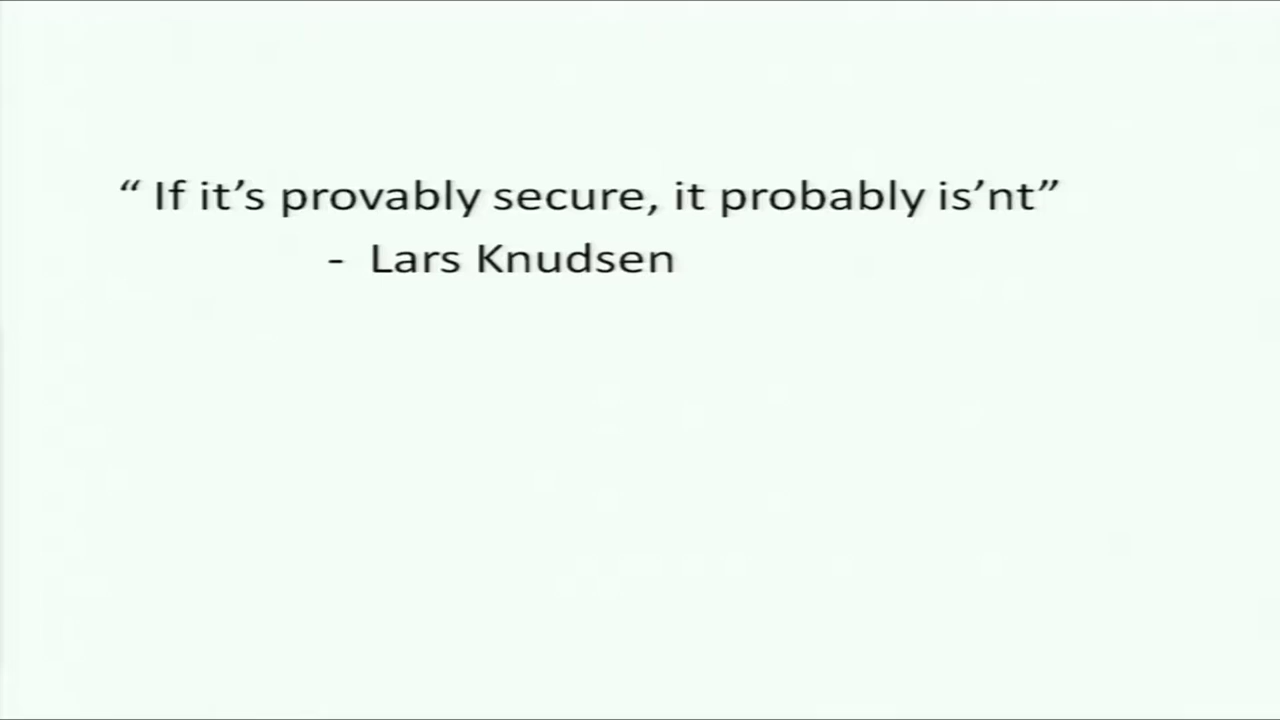 “ If it’s provably secure, it probably is’nt”
- Lars Knudsen